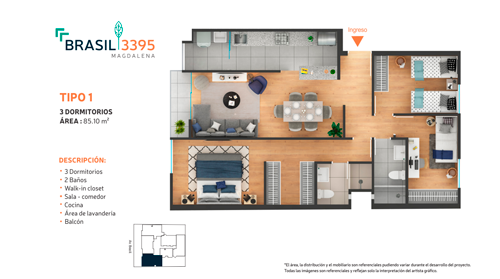 BRASIL 3395
MAGDALENA
Ingreso
TIPO 1
3 DORMITORIOS
ÁREA : 85.10 m²
DESCRIPCIÓN:
• 3 Dormitorios
• 2 Baños
• Walk-in closet
• Sala - comedor
• Cocina
• Área de lavandería
• Balcón
*El área, la distribución y el mobiliario son referenciales pudiendo variar durante el desarrollo del proyecto.
Todas las imágenes son referenciales y reflejan solo la interpretación del artista gráfico.